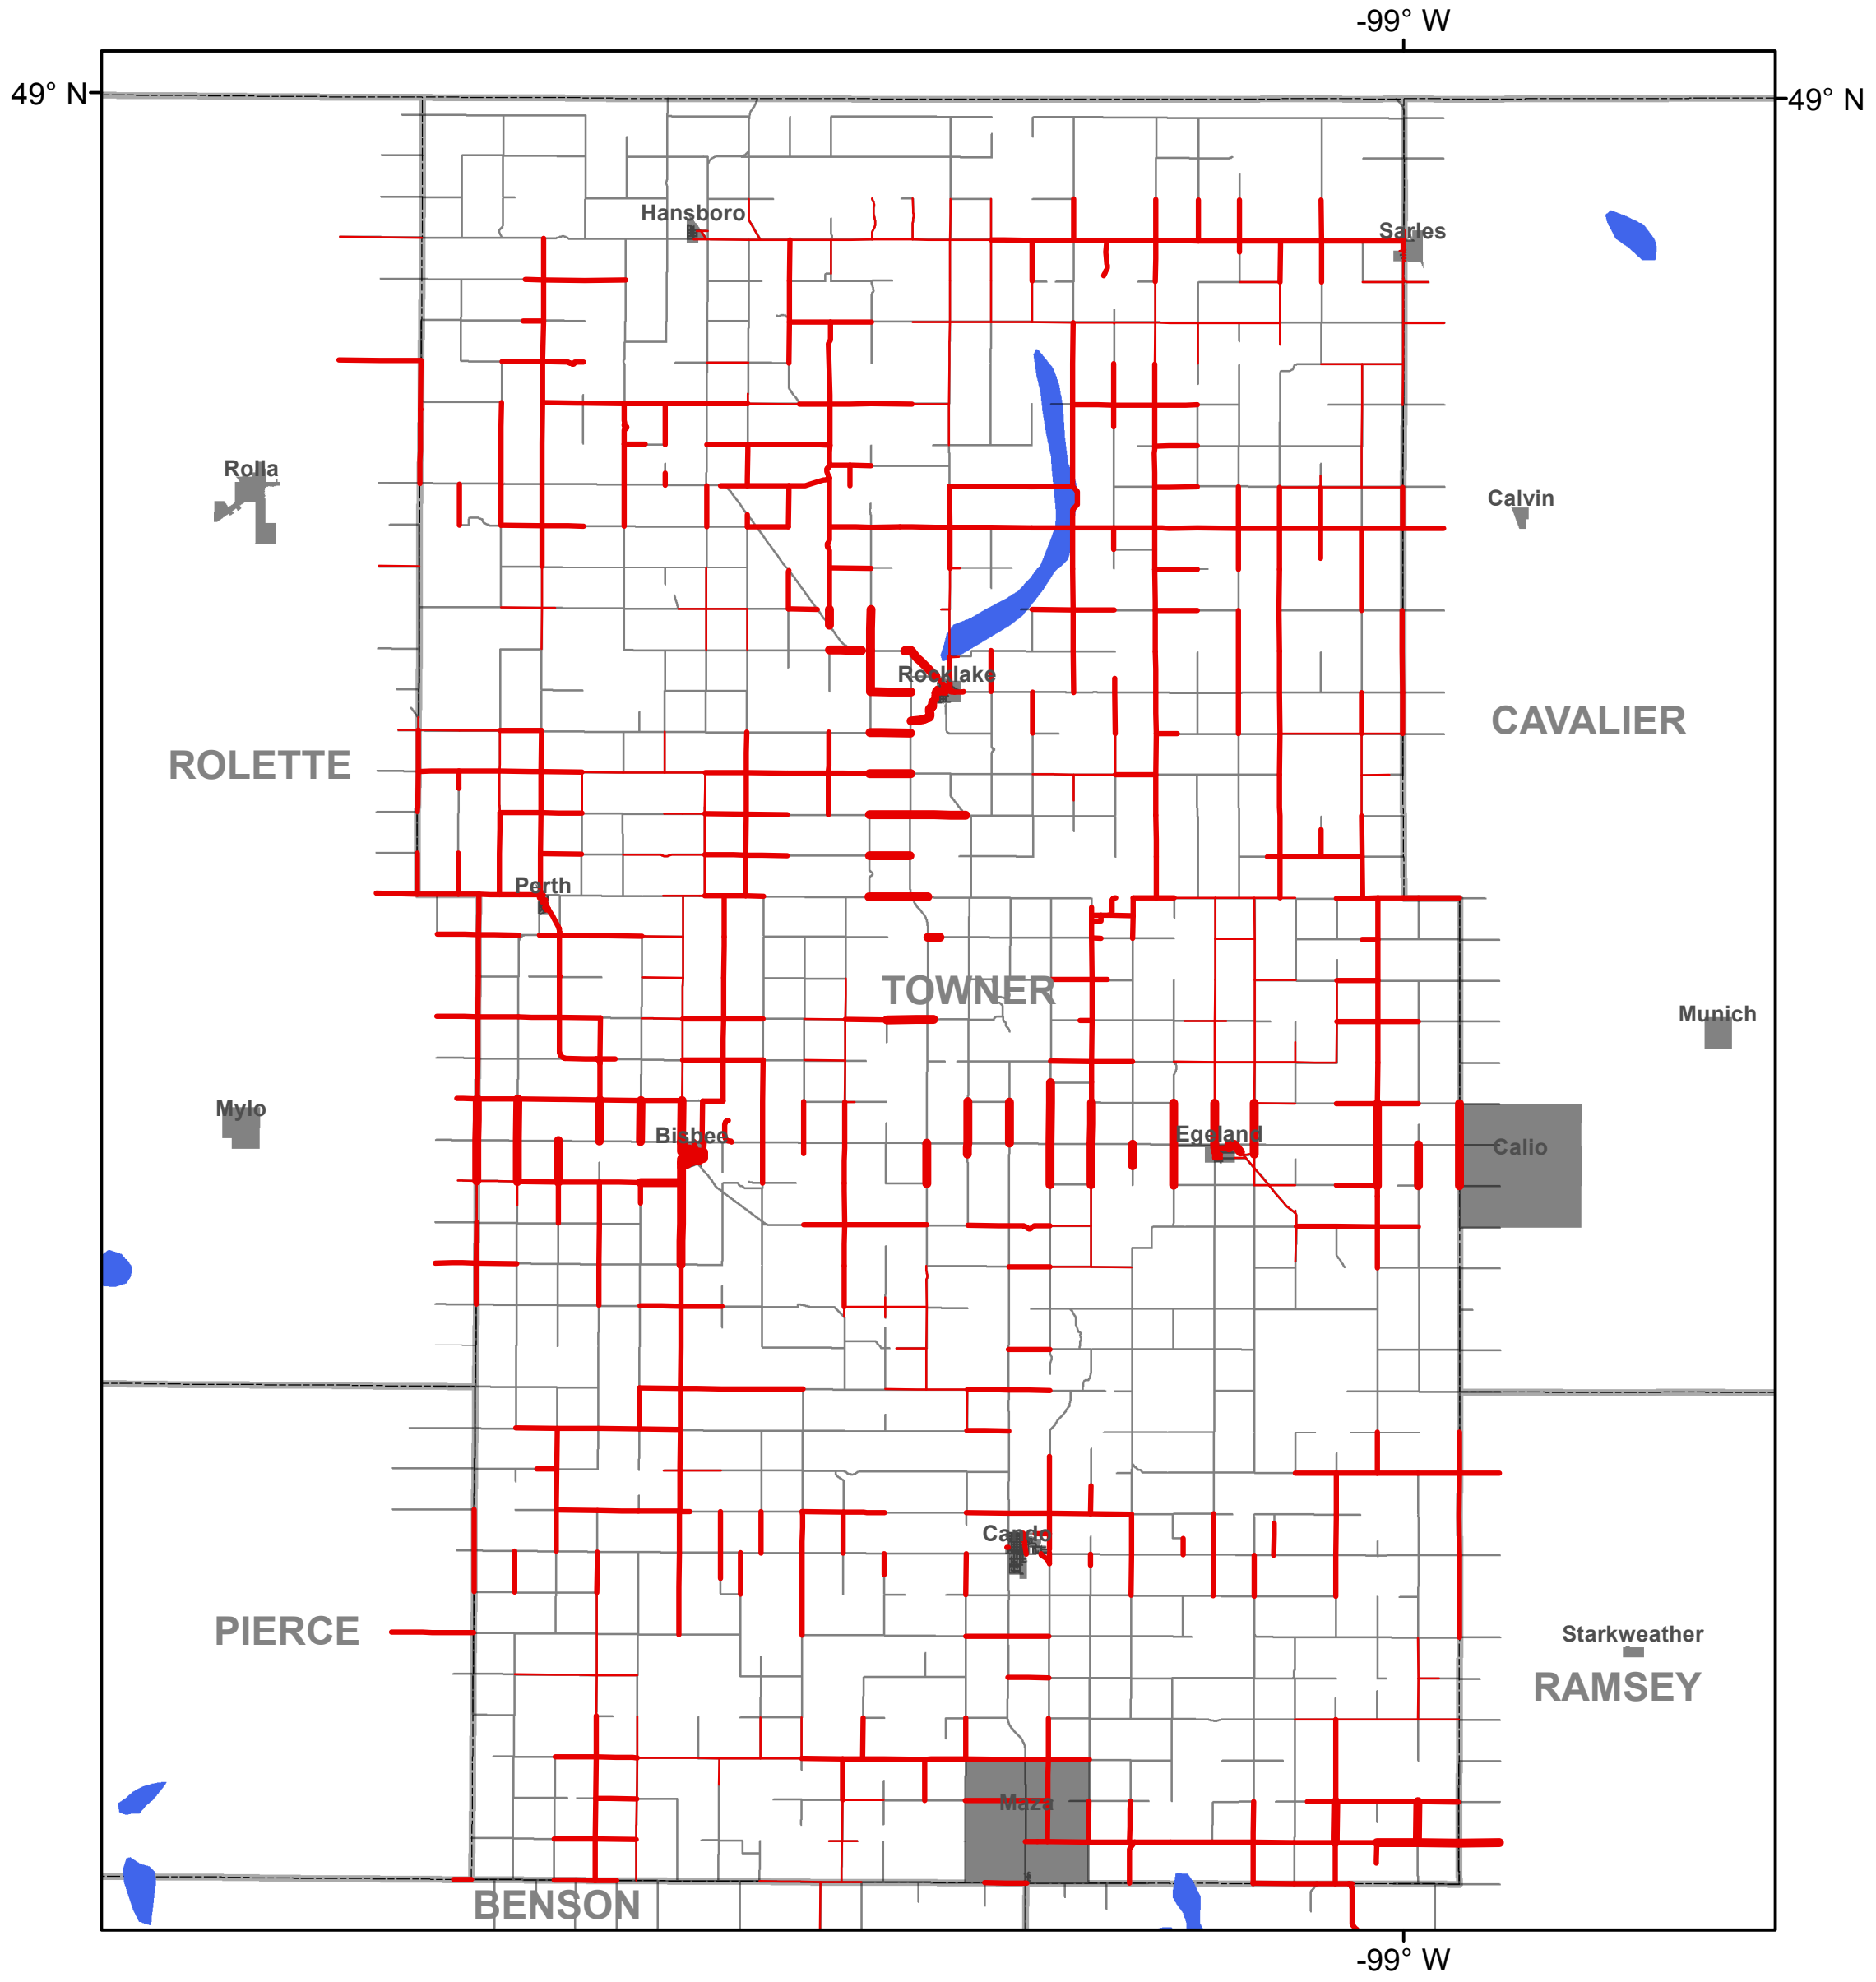 -99° W
49° N
49° N
Hansboro
Sarles
Rolla
Calvin
Rocklake
CAVALIER
ROLETTE
Perth
TOWNER
Munich
Mylo
Bisbee
Egeland
Calio
Cando
PIERCE
Starkweather
RAMSEY
Maza
BENSON
-99° W